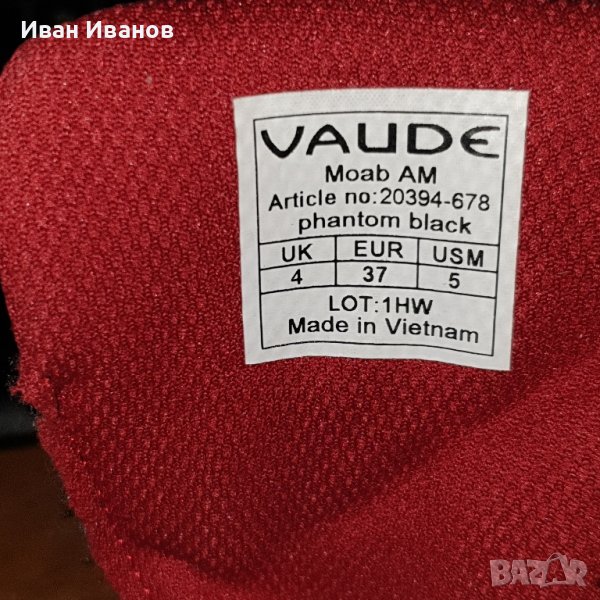 Иван Иванов
VAUDE
Moab AM
Article no:20394-678
phantom black
UK EUR USM
4 37 5
LOT:1HW
Made in Vietnam
BAZAR